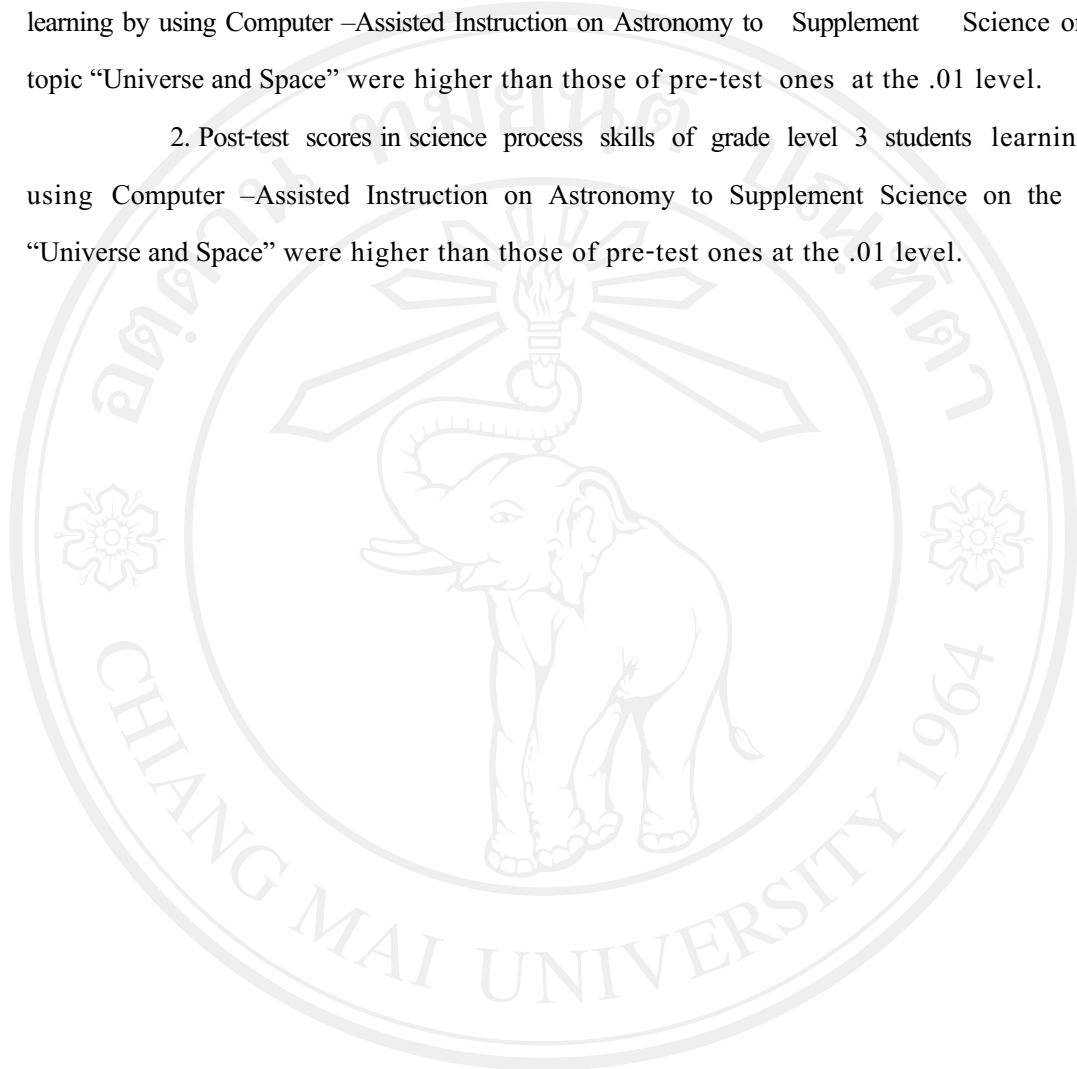 learning by using Computer –Assisted Instruction on Astronomy to Supplement Science
topic “Universe and Space” were higher than those of pre-test ones at the .01 level.
2. Post-test scores in science process skills of grade level 3 students
using Computer –Assisted Instruction on Astronomy to Supplement Science on the
“Universe and Space” were higher than those of pre-test ones at the .01 level.
CHIANG MAI UNIVERSITY 1964